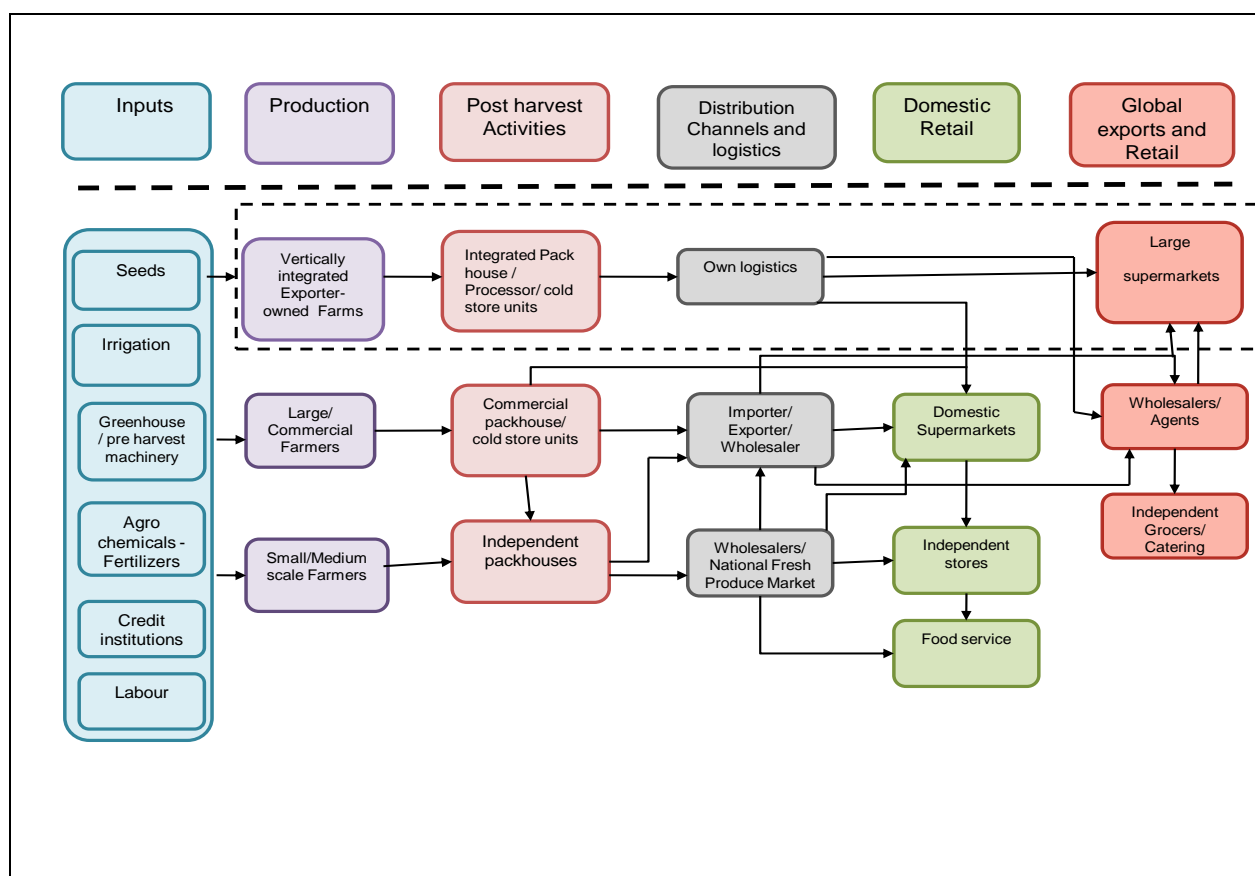 Inputs
Production
Post harvest
Activities
Distribution
Channels and
logistics
Domestic
Retail
Global
exports and
Retail
Seeds
Irrigation
Greenhouse
/ pre harvest
machinery
Agro
chemicals -
Fertilizers
Credit
institutions
Labour
Vertically
integrated
Exporter-
owned Farms
Integrated Pack
house /
Processor/ cold
store units
Own logistics
Large
supermarkets
Large/
Commercial
Farmers
Commercial
packhouse/
cold store units
Importer/
Exporter/
Wholesaler
Domestic
Supermarkets
Wholesalers/
Agents
Small/Medium
scale Farmers
Independent
packhouses
Wholesalers/
National Fresh
Produce Market
Independent
stores
Independent
Grocers/
Catering
Food service